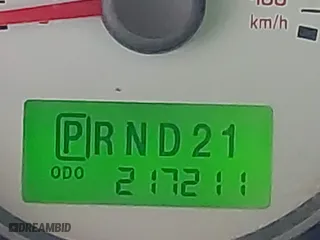 km/h
PRND21
ODO 217211
DREAMBID